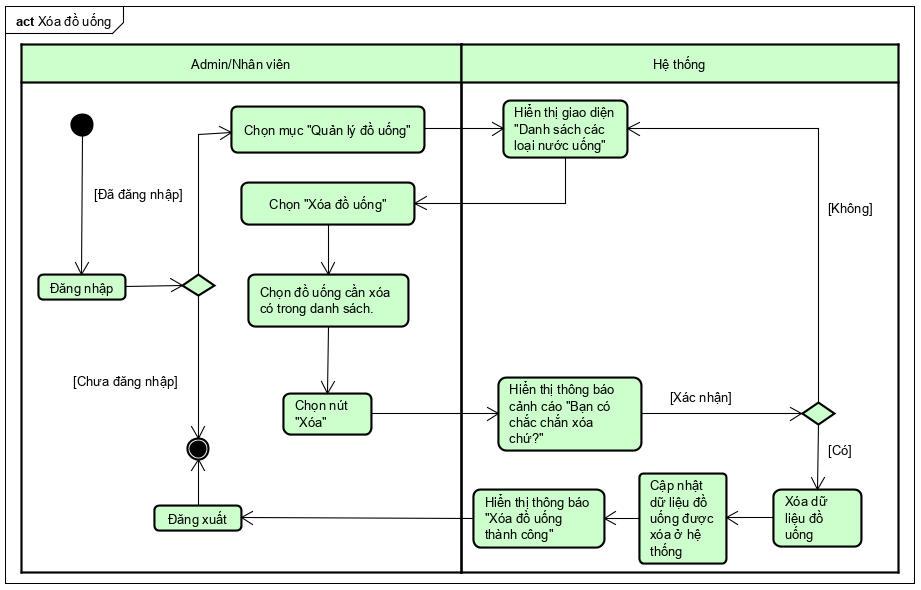 act Xóa đồ uống
Admin/Nhân viên
Hệ thống
Chọn mục "Quản lý đồ uống"
Hiển thị giao diện
"Danh sách các
loại nước uống"
[Đã đăng nhập]
Chọn "Xóa đồ uống"
[Không]
Đăng nhập
Chọn đồ uống cần xóa
có trong danh sách.
[Chưa đăng nhập]
Chọn nút
"Xóa"
Hiển thị thông báo
cảnh cáo "Bạn có
chắc chắn xóa
chứ?"
[Xác nhận]
[Có]
Đăng xuất
Hiển thị thông báo
"Xóa đồ uống
thành công"
Cập nhật
dữ liệu đồ
uống được
xóa ở hệ
thống
Xóa dữ
liệu đồ
uống